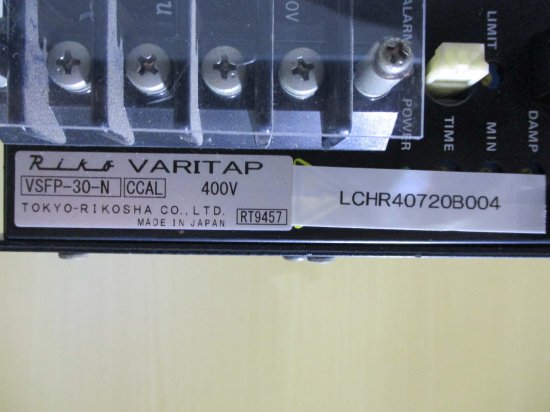 ALARM
POWER
LIMIT
TIME
MIN
DAMP
n
0V
Riko VARITAP
VSFP-30-N CCAL 400V
TOKYO-RIKOSHA CO., LTD.
MADE IN JAPAN RT9457
LCHR40720B004